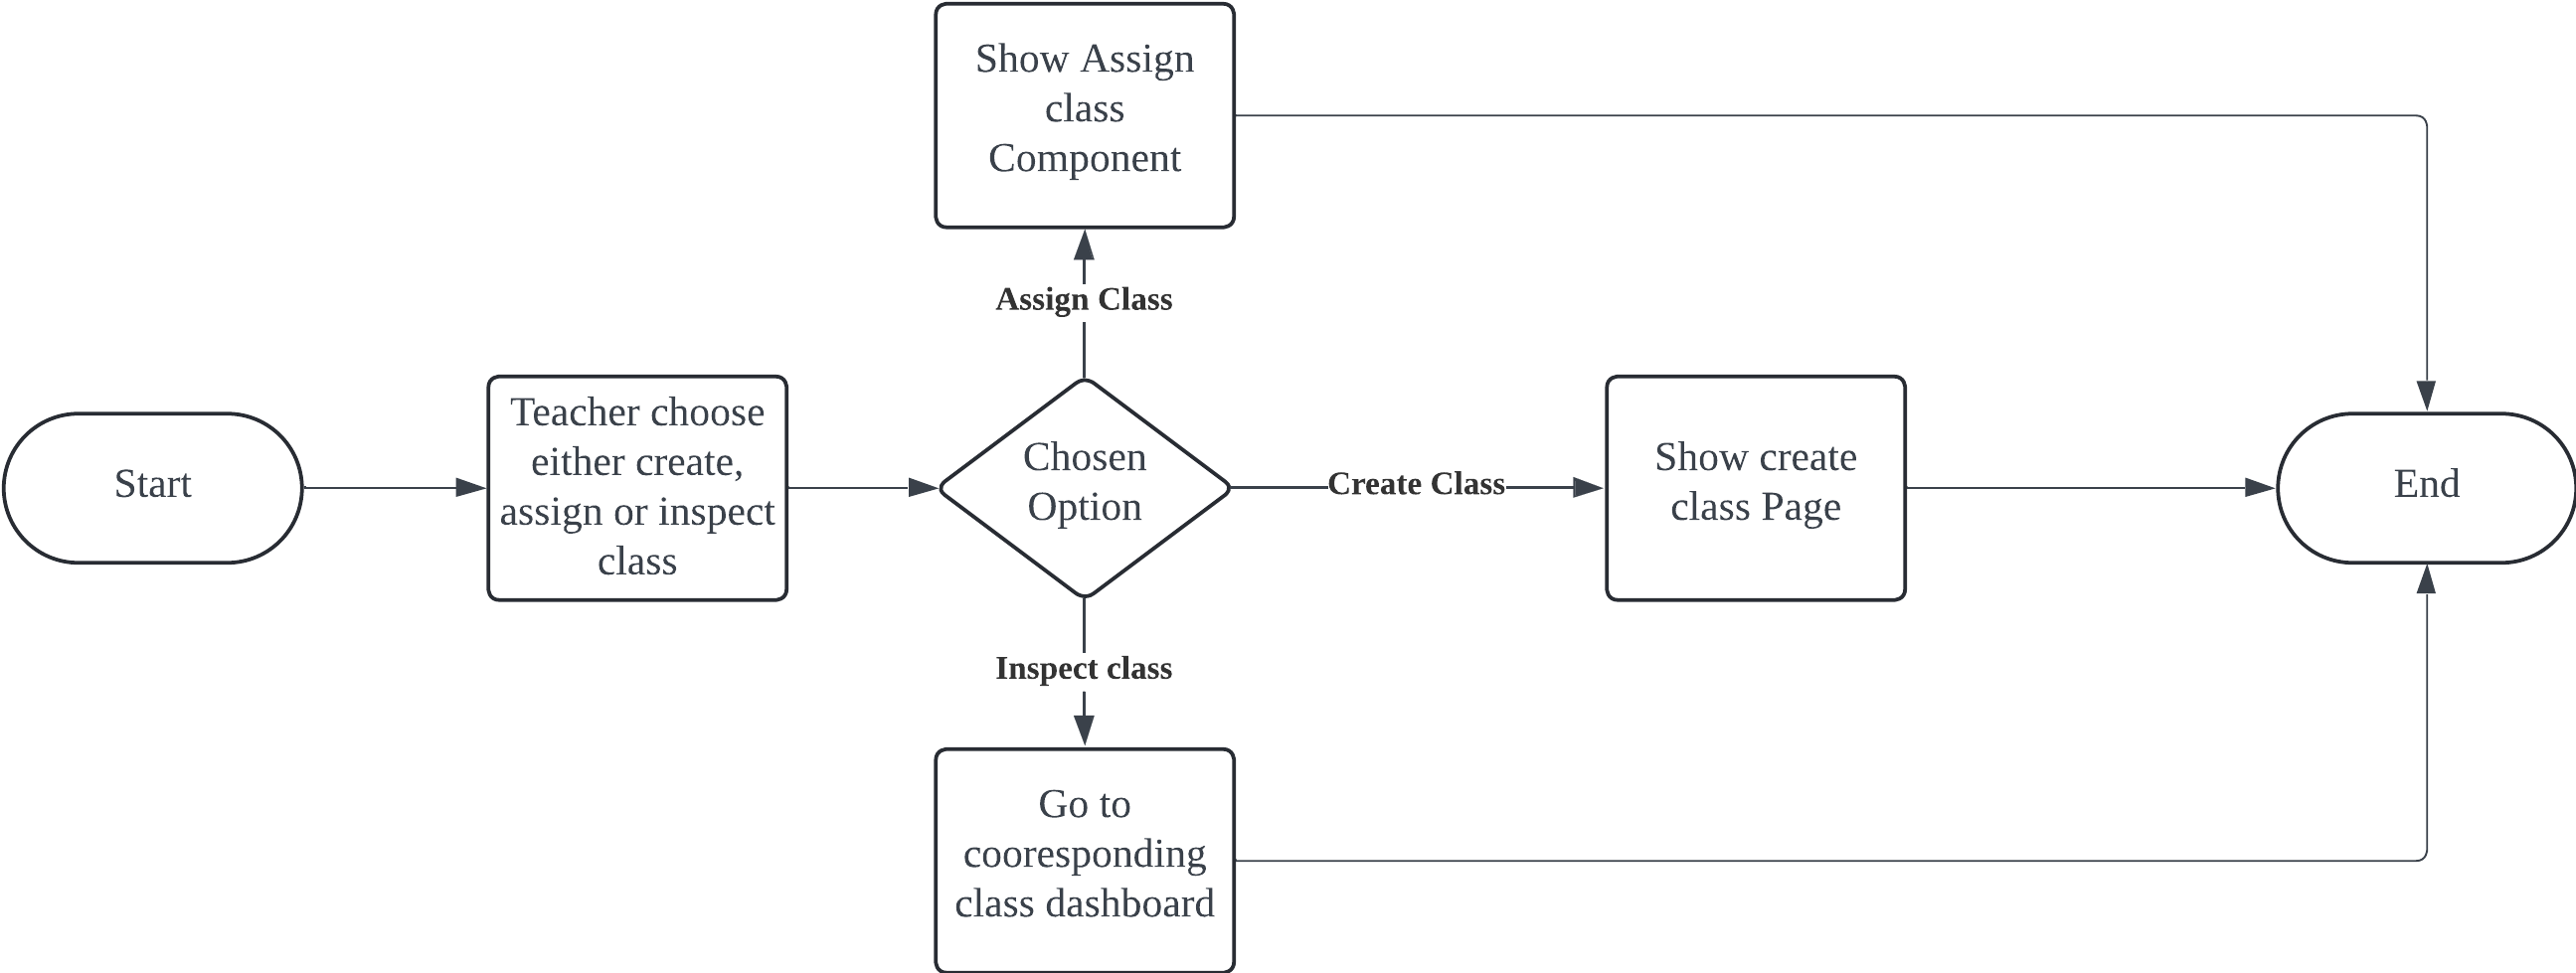 Show Assign
class
Component
Assign Class
Start
Teacher choose
either create,
assign or inspect
class
Chosen
Option
Create Class
Show create
class Page
End
Inspect class
Go to
cooresponding
class dashboard